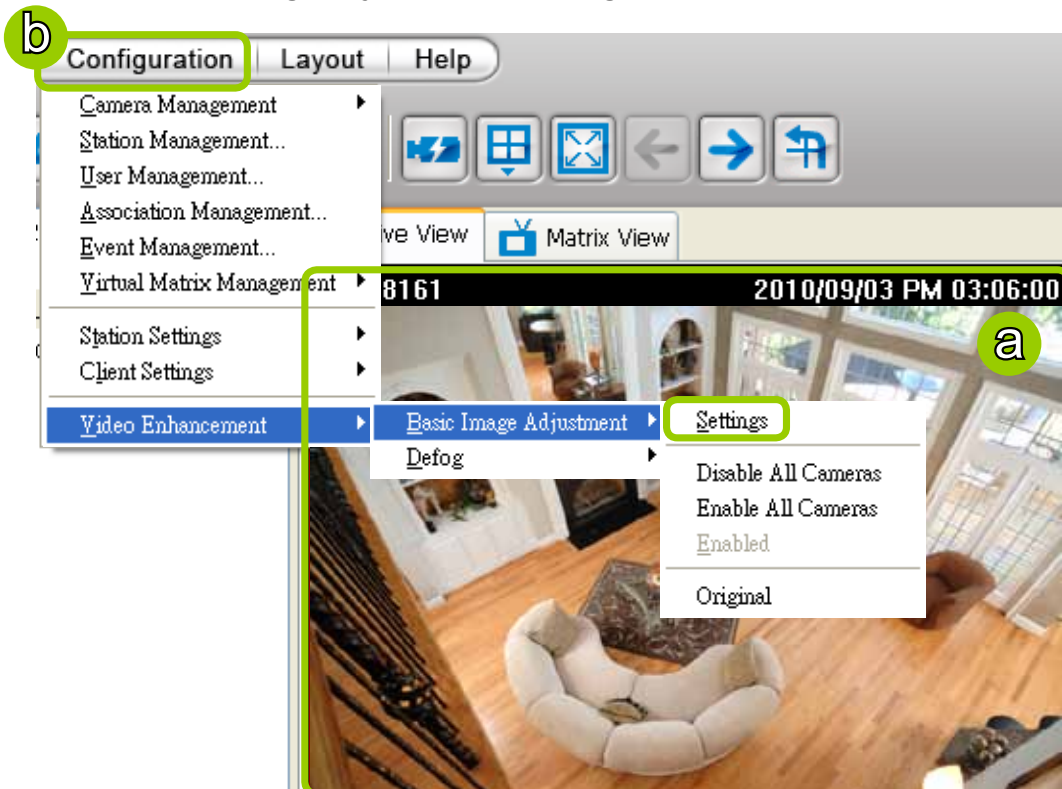 b
Configuration Layout Help
Camera Management
Station Management...
User Management...
Association Management...
Event Management...
Virtual Matrix Management
Station Settings
Client Settings
Video Enhancement
ve View Matrix View
8161 2010/09/03 PM 03:06:00
a
Basic Image Adjustment
Defog
Settings
Disable All Cameras
Enable All Cameras
Enabled
Original